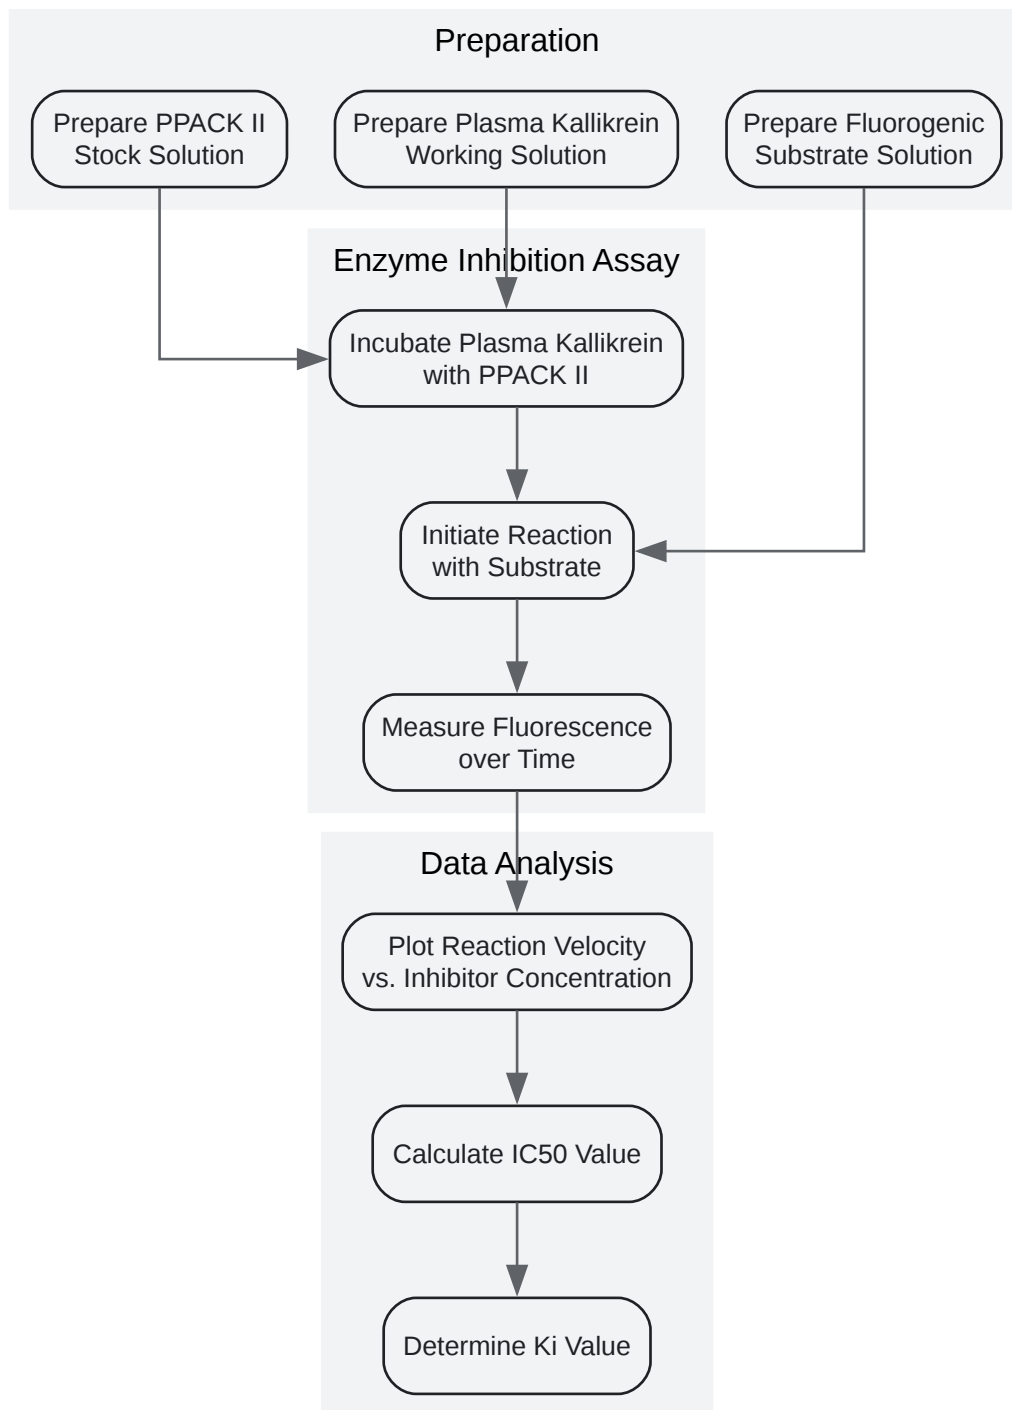 Preparation
Prepare PPACK II
Stock Solution
Prepare Plasma Kallikrein
Working Solution
Prepare Fluorogenic
Substrate Solution
Enzyme Inhibition Assay
Incubate Plasma Kallikrein
with PPACK II
Initiate Reaction
with Substrate
Measure Fluorescence
over Time
Data Analysis
Plot Reaction Velocity
vs. Inhibitor Concentration
Calculate IC50 Value
Determine Ki Value